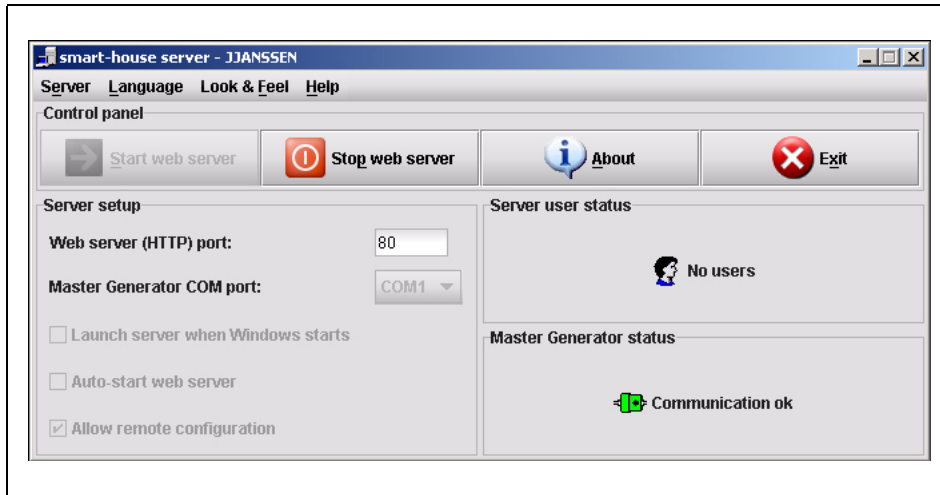 smart-house server - JJANSSEN
Server Language Look & Feel Help
Control panel
Start web server Stop web server About Exit
Server setup
Web server (HTTP) port: 80
Master Generator COM port: COM1
Launch server when Windows starts
Auto-start web server
Allow remote configuration
Server user status
No users
Master Generator status
Communication ok